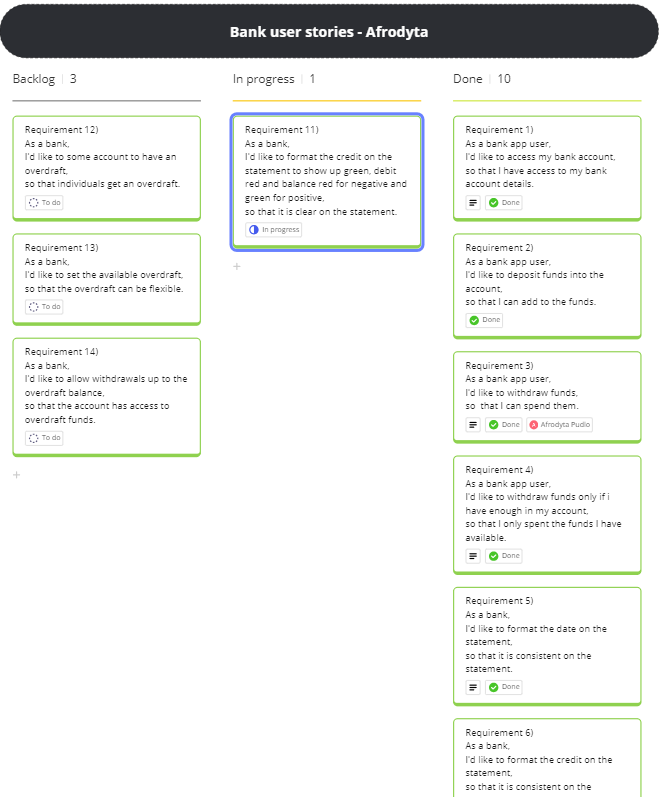 Bank user stories - Afrodyta
Backlog | 3
Requirement 12)
As a bank,
I'd like to some account to have an
overdraft,
so that individuals get an overdraft.
To do
Requirement 13)
As a bank,
I'd like to set the available overdraft,
so that the overdraft can be flexible.
To do
Requirement 14)
As a bank,
I'd like to allow withdrawals up to the
overdraft balance,
so that the account has access to
overdraft funds.
To do
+
In progress | 1
Requirement 11)
As a bank,
I'd like to format the credit on the
statement to show up green, debit
red and balance red for negative and
green for positive,
so that it is clear on the statement.
In progress
+
Done | 10
Requirement 1)
As a bank app user,
I'd like to access my bank account,
so that I have access to my bank
account details.
Done
Requirement 2)
As a bank app user,
I'd like to deposit funds into the
account,
so that I can add to the funds.
Done
Requirement 3)
As a bank app user,
I'd like to withdraw funds,
so  that I can spend them.
Done A Afrodyta Pudlo
Requirement 4)
As a bank app user,
I'd like to withdraw funds only if i
have enough in my account,
so that I only spent the funds I have
available.
Done
Requirement 5)
As a bank,
I'd like to format the date on the
statement,
so that it is consistent on the
statement.
Done
Requirement 6)
As a bank,
I'd like to format the credit on the
statement,
so that it is consistent on the